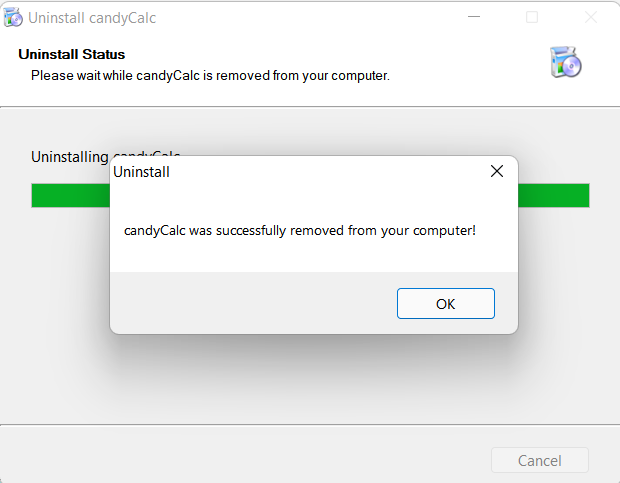 Uninstall candyCalc
Uninstall Status
Please wait while candyCalc is removed from your computer.
Uninstalling candyCalc
Uninstall
candyCalc was successfully removed from your computer!
OK
Cancel